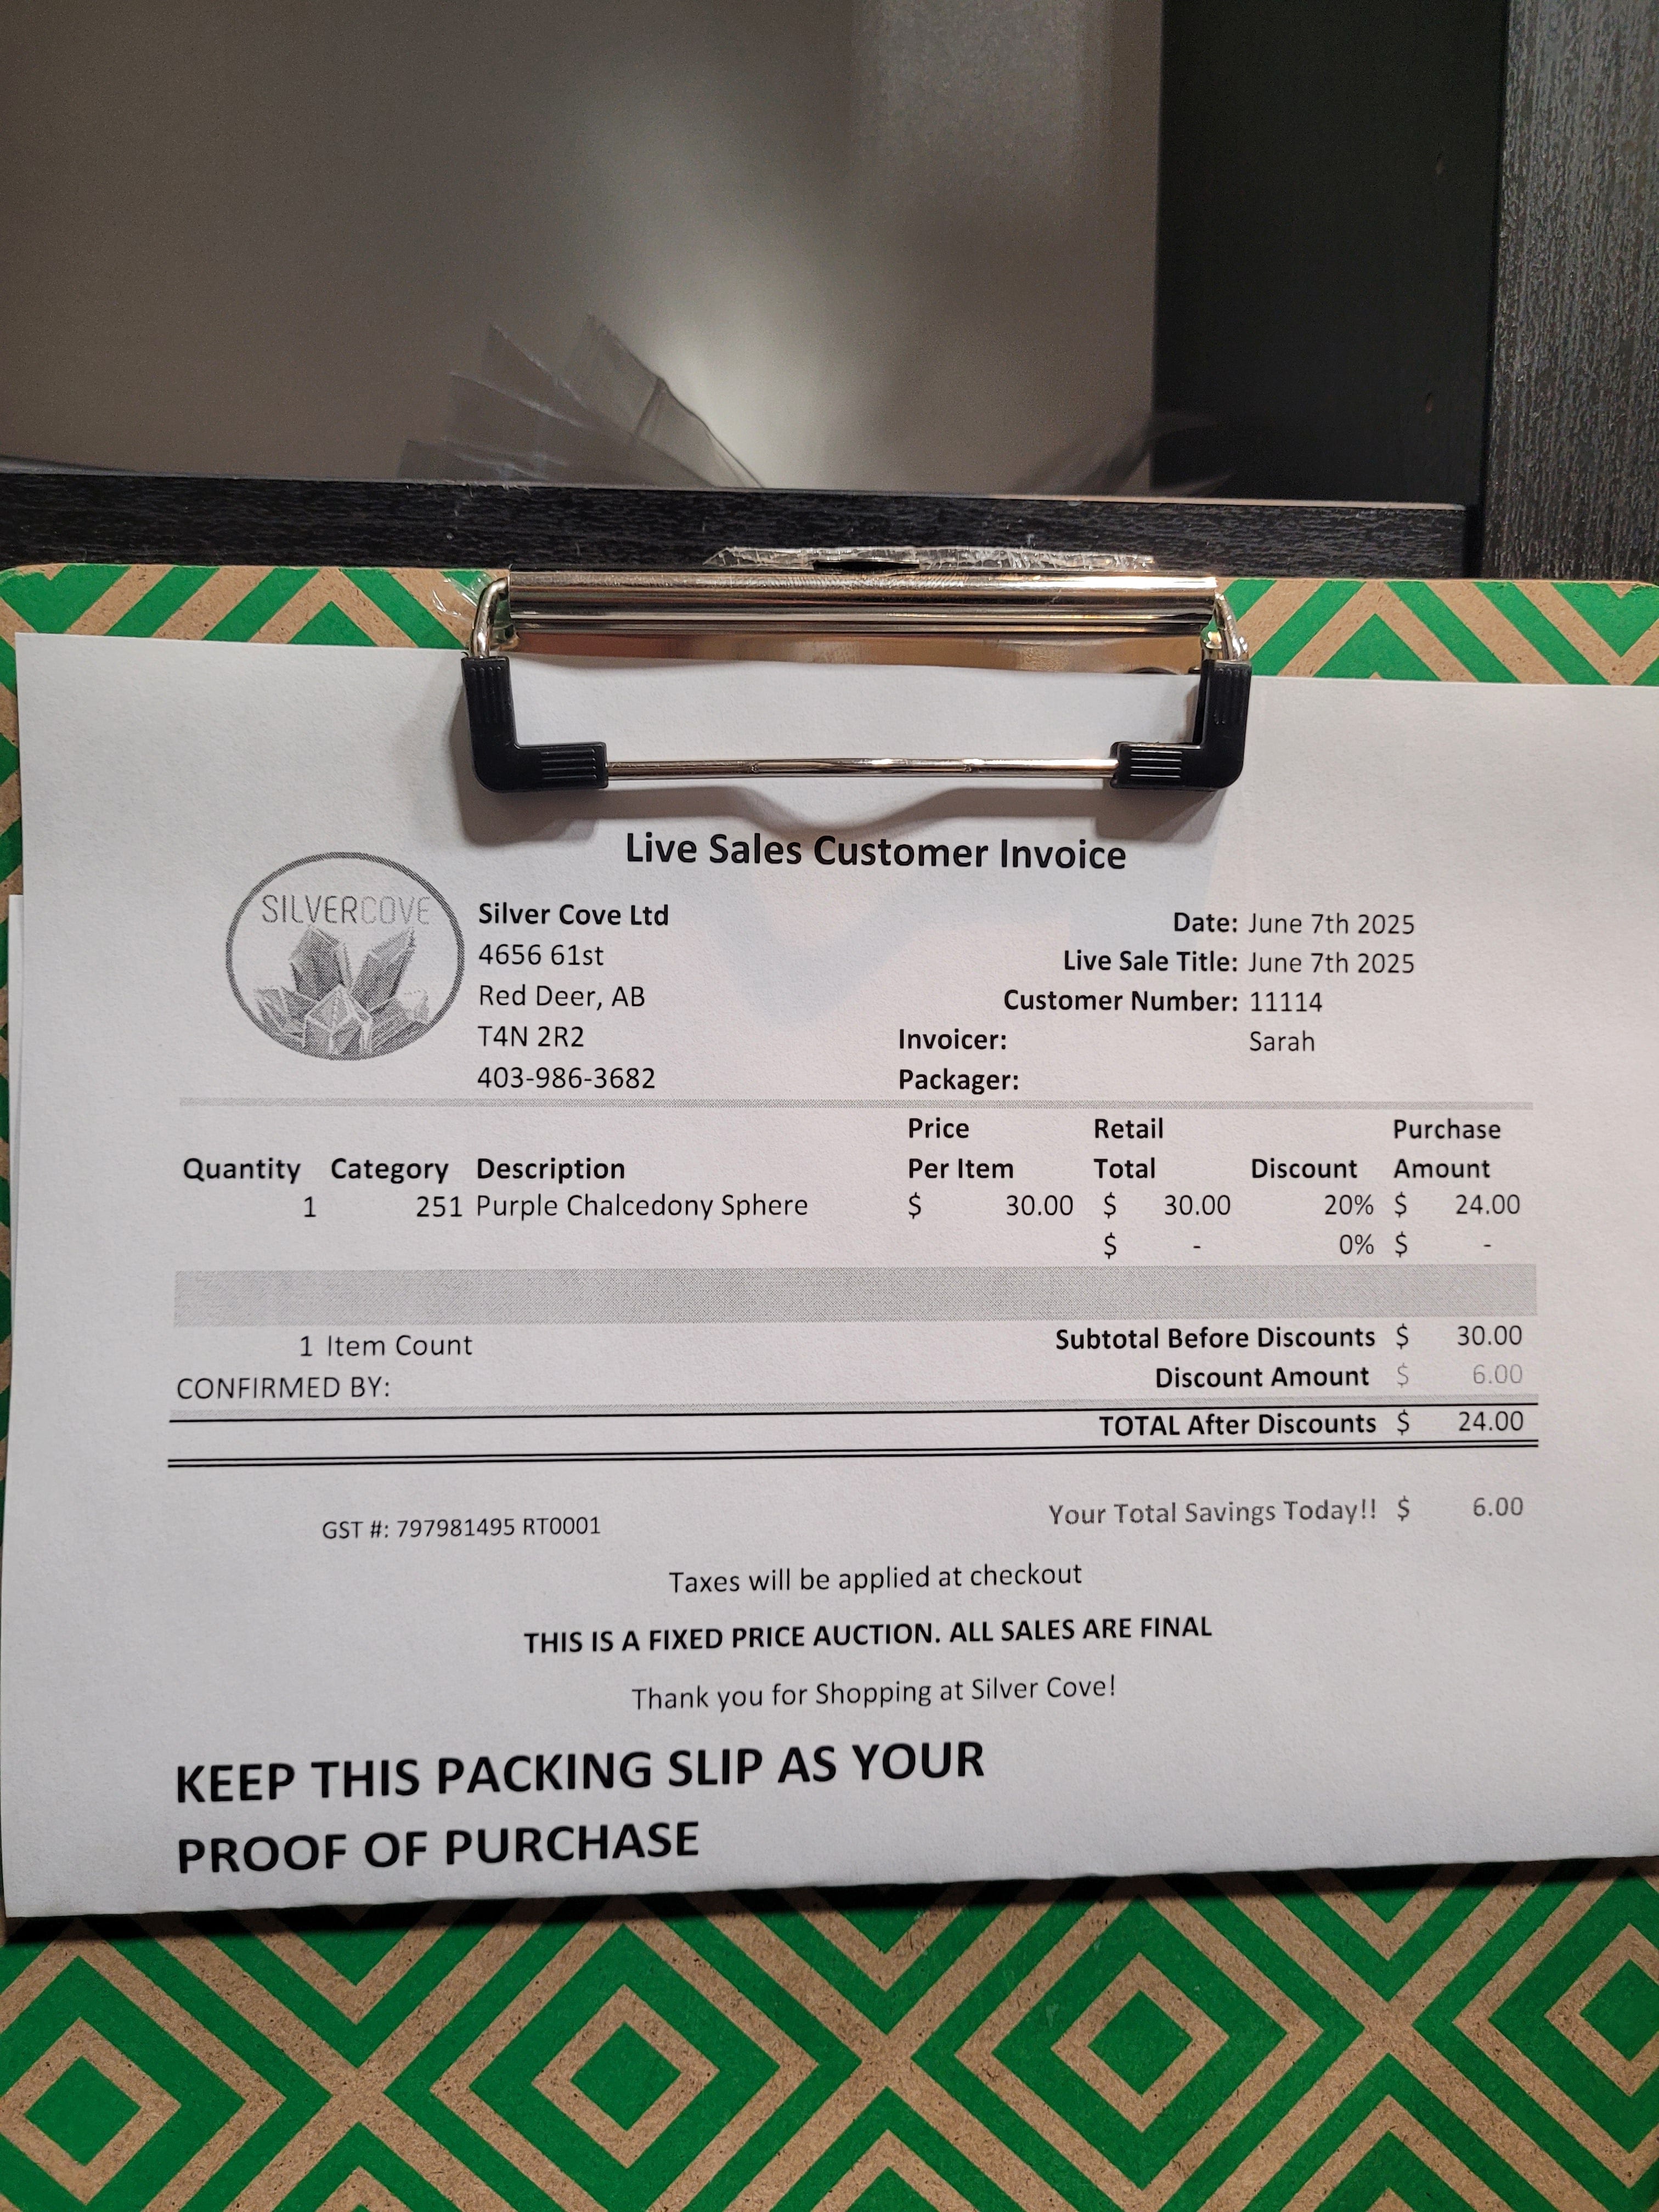 Live Sales Customer Invoice
SILVERCOVE
Silver Cove Ltd
4656 61st
Red Deer, AB
T4N 2R2
403-986-3682
Date: June 7th 2025
Live Sale Title: June 7th 2025
Customer Number: 11114
Invoicer: Sarah
Packager:
Quantity Category Description Price Per Item Retail Total Discount Purchase Amount
1 251 Purple Chalcedony Sphere $ 30.00 $ 30.00 20% $ 24.00
$ - 0% $ -
1 Item Count
Subtotal Before Discounts $ 30.00
CONFIRMED BY:
Discount Amount $ 6.00
TOTAL After Discounts $ 24.00
GST #: 797981495 RT0001
Your Total Savings Today!! $ 6.00
Taxes will be applied at checkout
THIS IS A FIXED PRICE AUCTION. ALL SALES ARE FINAL
Thank you for Shopping at Silver Cove!
KEEP THIS PACKING SLIP AS YOUR
PROOF OF PURCHASE